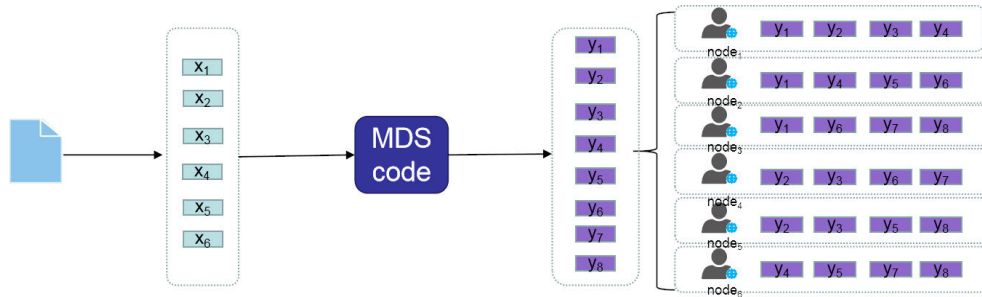 x₁
x₂
x₃
x₄
x₅
x₆
MDS
code
y₁
y₂
y₃
y₄
y₅
y₆
y₇
y₈
node₁ y₁ y₂ y₃ y₄
node₂ y₁ y₄ y₅ y₆
node₃ y₁ y₆ y₇ y₈
node₄ y₂ y₃ y₆ y₇
node₅ y₂ y₃ y₅ y₈
node₆ y₄ y₅ y₇ y₈